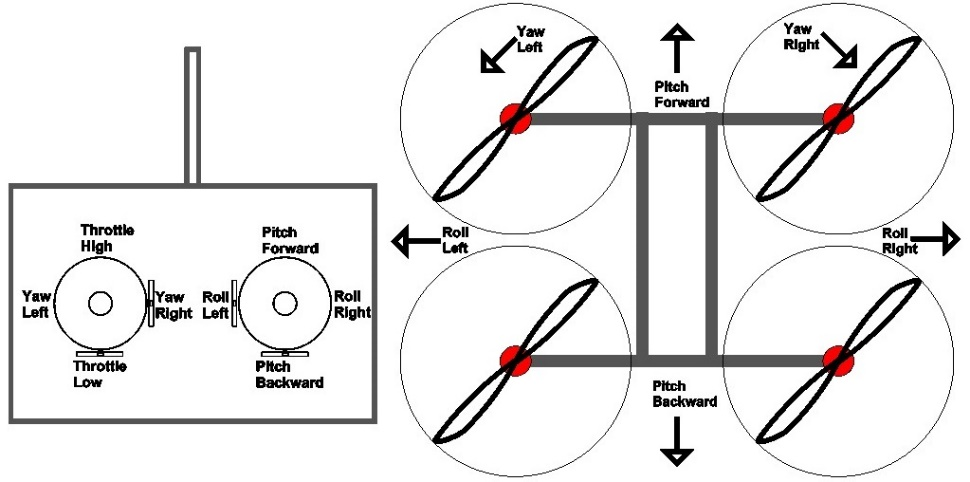 Throttle
High
Yaw
Left
Yaw
Right
Throttle
Low
Pitch
Forward
Roll
Left
Roll
Right
Pitch
Backward
Yaw
Left
Pitch
Forward
Yaw
Right
Roll
Left
Roll
Right
Pitch
Backward